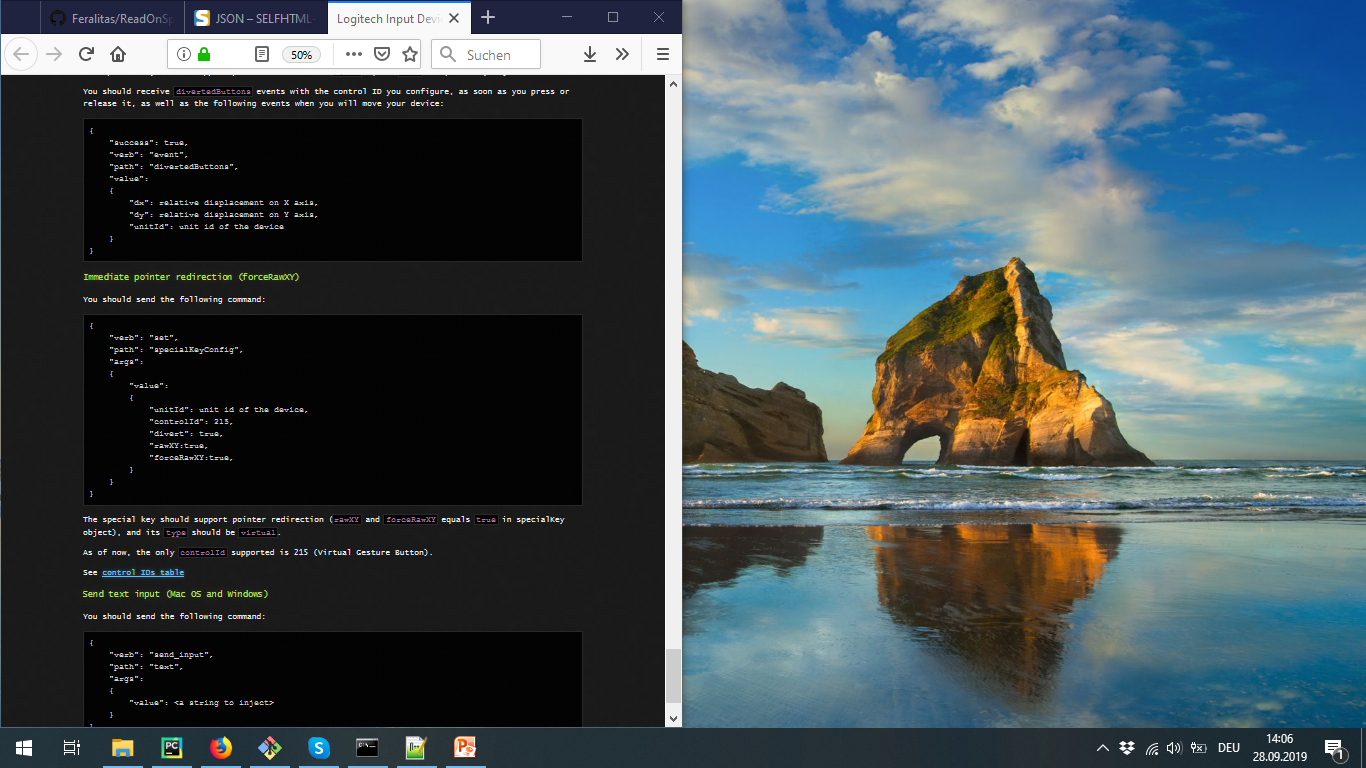 Feralitas/ReadOnSp
JSON – SELFHTML
Logitech Input Devi
50%
Suchen
You should receive divertedButtons events with the control ID you configure, as soon as you press or
release it, as well as the following events when you will move your device:
{
"success": true,
"verb": "event",
"path": "divertedButtons",
"value":
{
"dx": relative displacement on X axis,
"dy": relative displacement on Y axis,
"unitId": unit id of the device
}
}
Immediate pointer redirection (forceRawXY)
You should send the following command:
{
"verb": "set",
"path": "specialKeyConfig",
"args":
{
"value":
{
"unitId": unit id of the device,
"controlId": 215,
"divert": true,
"rawXY:true,
"forceRawXY:true,
}
}
}
The special key should support pointer redirection (rawXY and forceRawXY equals true in specialKey
object), and its type should be virtual.
As of now, the only controlId supported is 215 (Virtual Gesture Button).
See control IDs table
Send text input (Mac OS and Windows)
You should send the following command:
{
"verb": "send_input",
"path": "text",
"args":
{
"value": <a string to inject>
}
DEU
14:06
28.09.2019
1